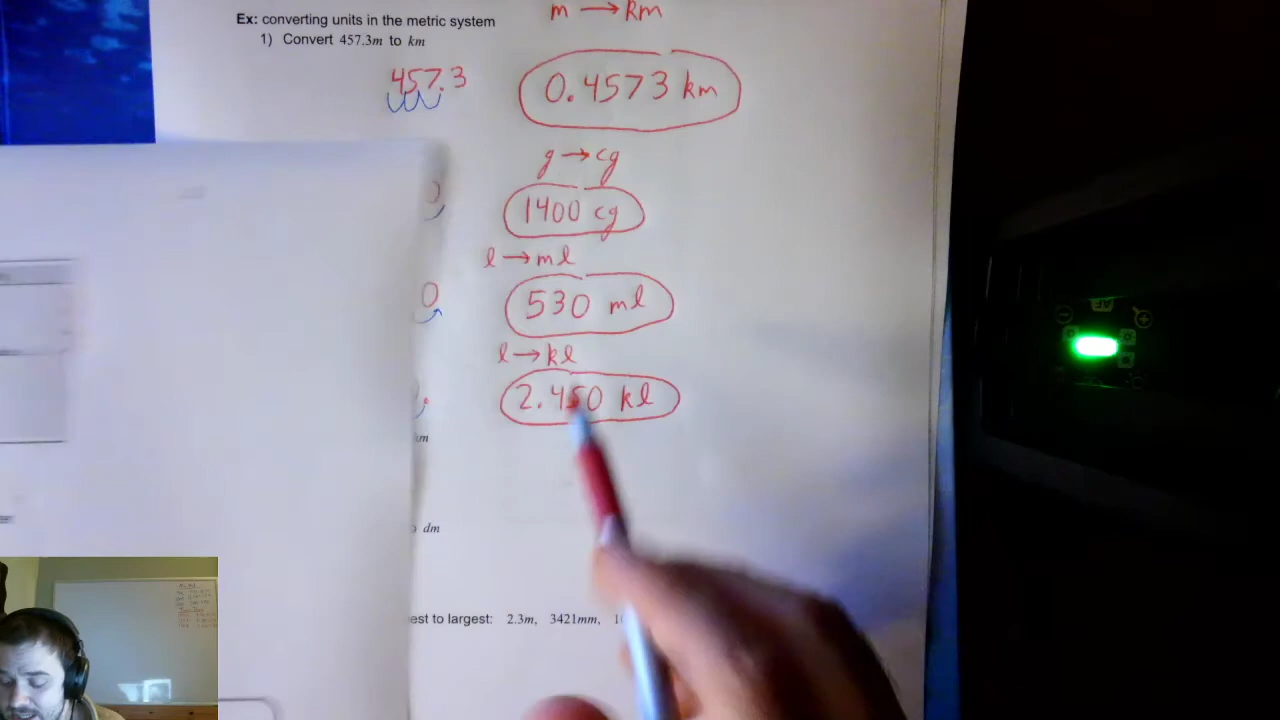 m → km
Ex: converting units in the metric system
1) Convert 457.3m to km
457.3
0.4573 km
g → cg
1400 cg
l → ml
0
530 ml
l → kl
2.450 kl
dm
est to largest: 2.3m, 3421mm,